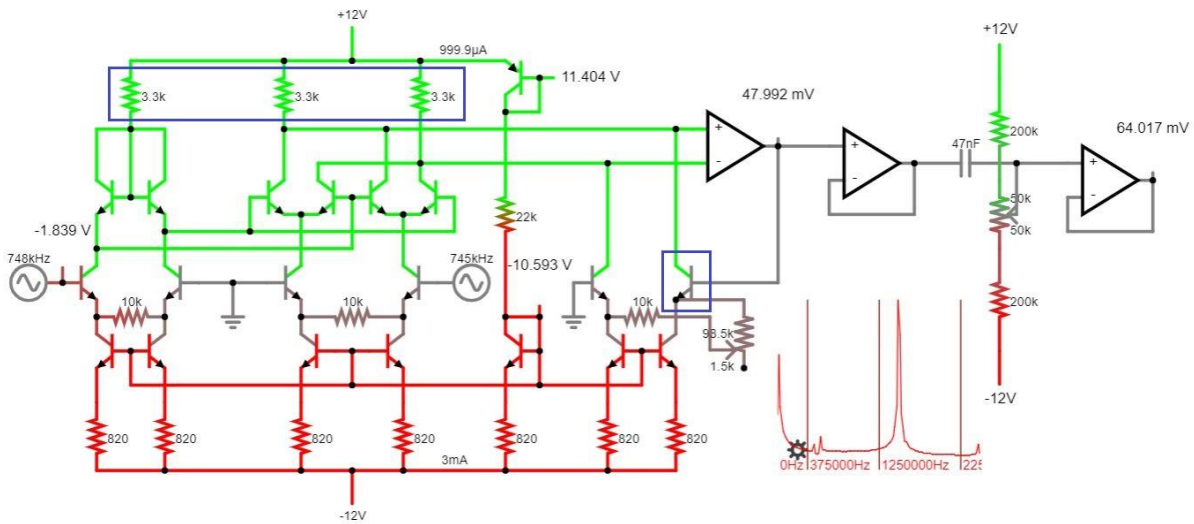 +12V
+12V
999.9µA
11.404 V
3.3k
3.3k
3.3k
47.992 mV
+
-
+
-
47nF
200k
64.017 mV
+
-
50k
50k
22k
-1.839 V
748kHz
745kHz
-10.593 V
200k
10k
10k
10k
98.5k
1.5k
-12V
820
820
820
820
820
820
820
3mA
0Hz
375000Hz
1250000Hz
-12V